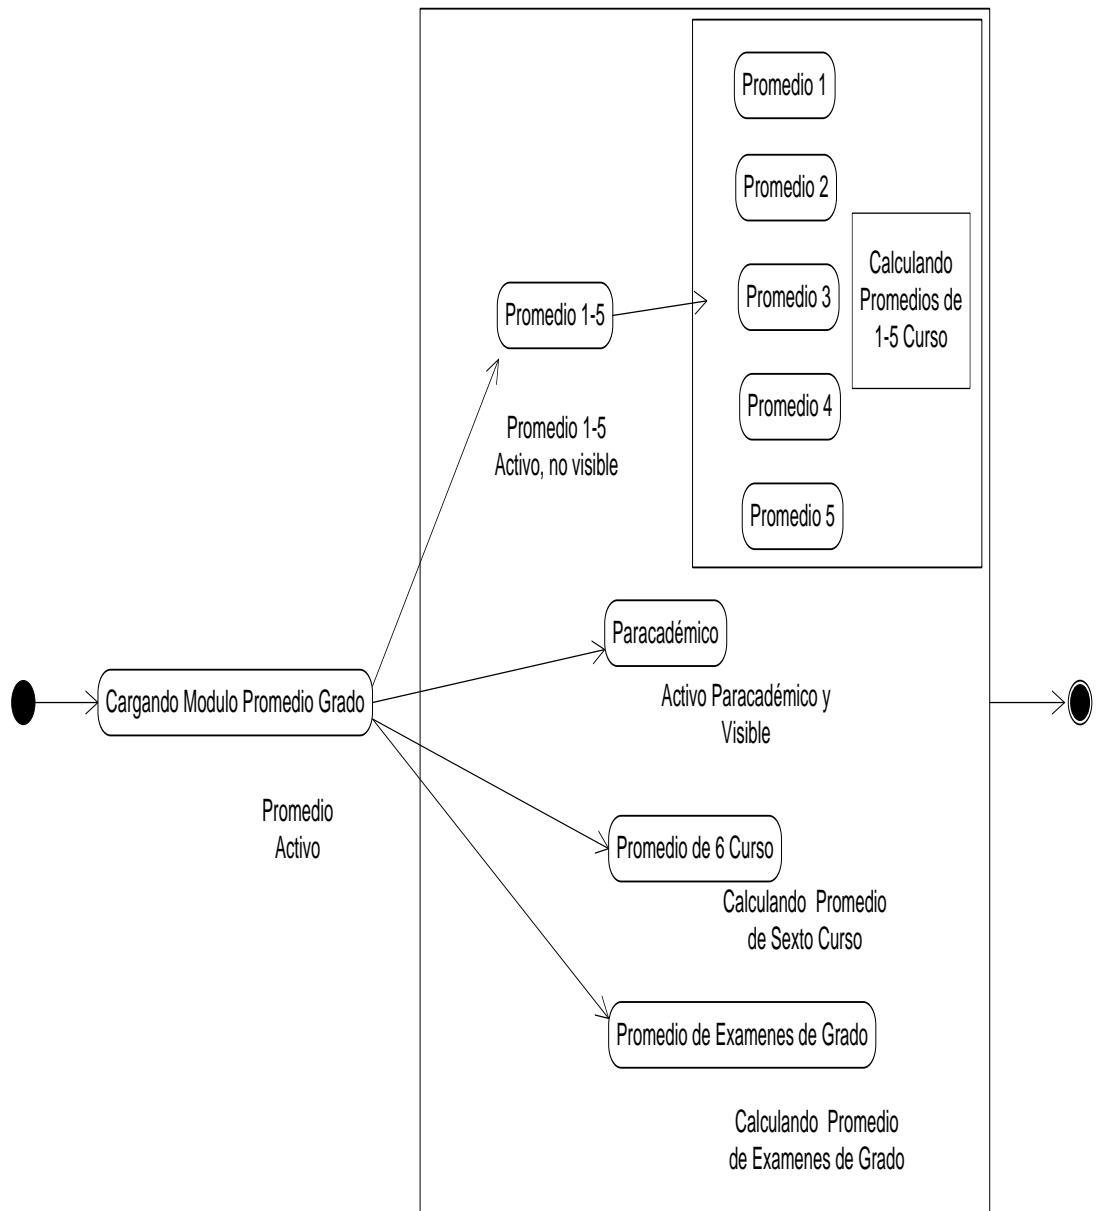 Promedio 1
Promedio 2
Calculando
Promedios de
1-5 Curso
Promedio 3
Promedio 1-5
Promedio 4
Promedio 1-5
Activo, no visible
Promedio 5
Paracadémico
Activo Paracadémico y
Visible
Cargando Modulo Promedio Grado
Promedio
Activo
Promedio de 6 Curso
Calculando  Promedio
de Sexto Curso
Promedio de Examenes de Grado
Calculando  Promedio
de Examenes de Grado